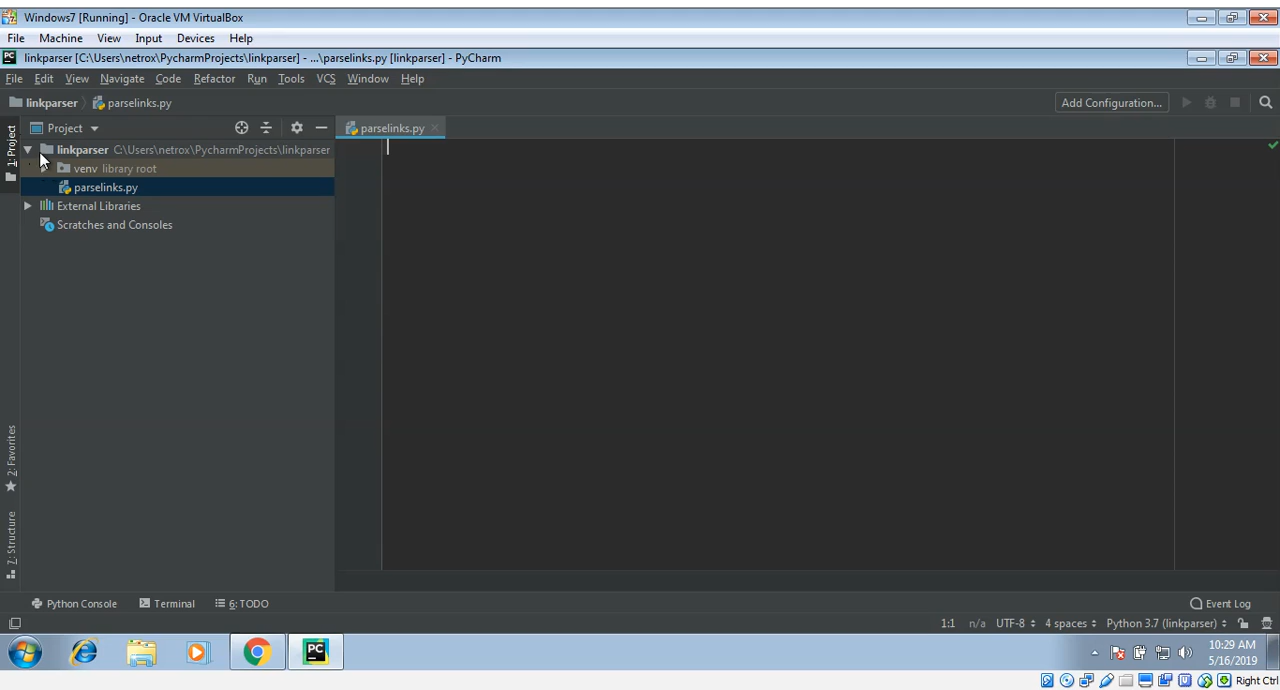 Windows7 [Running] - Oracle VM VirtualBox
File Machine View Input Devices Help
PC linkparser [C:\Users\netrox\PycharmProjects\linkparser] - ...\parselinks.py [linkparser] - PyCharm
File Edit View Navigate Code Refactor Run Tools VCS Window Help
linkparser parselinks.py Add Configuration...
1: Project
Project
parselinks.py
linkparser C:\Users\netrox\PycharmProjects\linkparser
venv library root
parselinks.py
External Libraries
Scratches and Consoles
2: Favorites
7: Structure
Python Console Terminal 6: TODO Event Log
1:1 n/a UTF-8 4 spaces Python 3.7 (linkparser)
PC
10:29 AM
5/16/2019
Right Ctrl